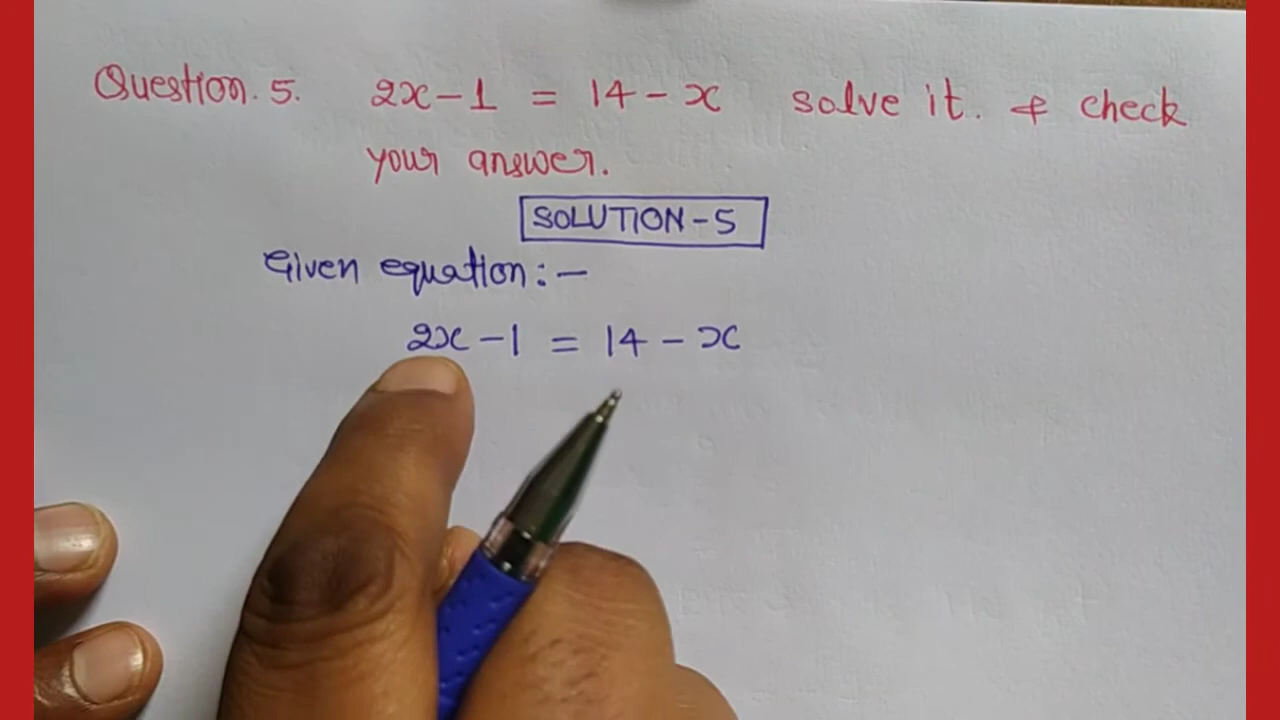 Question. 5. 2x - 1 = 14 - x solve it. & check
your answer.
SOLUTION - 5
Given equation : -
2x - 1 = 14 - x